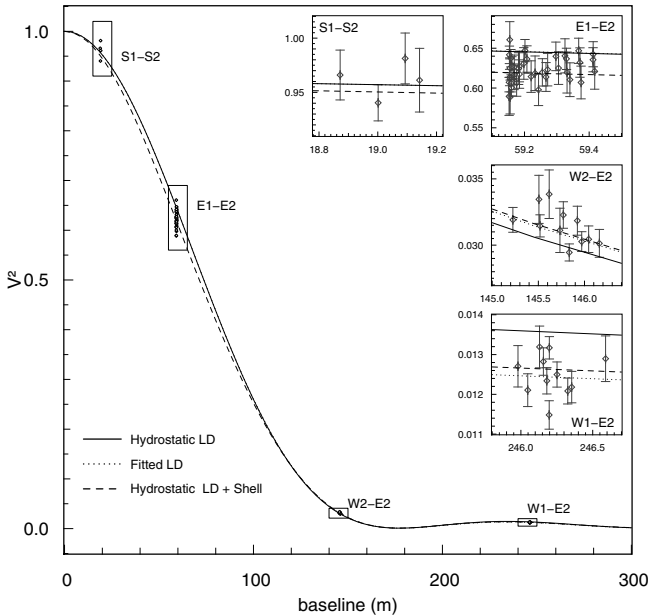 1.0
0.5
0.0
V²
0
100
200
300
baseline (m)
S1−S2
E1−E2
W2−E2
W1−E2
Hydrostatic LD
Fitted LD
Hydrostatic LD + Shell
S1−S2
1.00
0.95
18.8
19.0
19.2
E1−E2
0.65
0.60
0.55
59.2
59.4
W2−E2
0.035
0.030
145.0
145.5
146.0
0.014
0.013
0.012
0.011
W1−E2
246.0
246.5